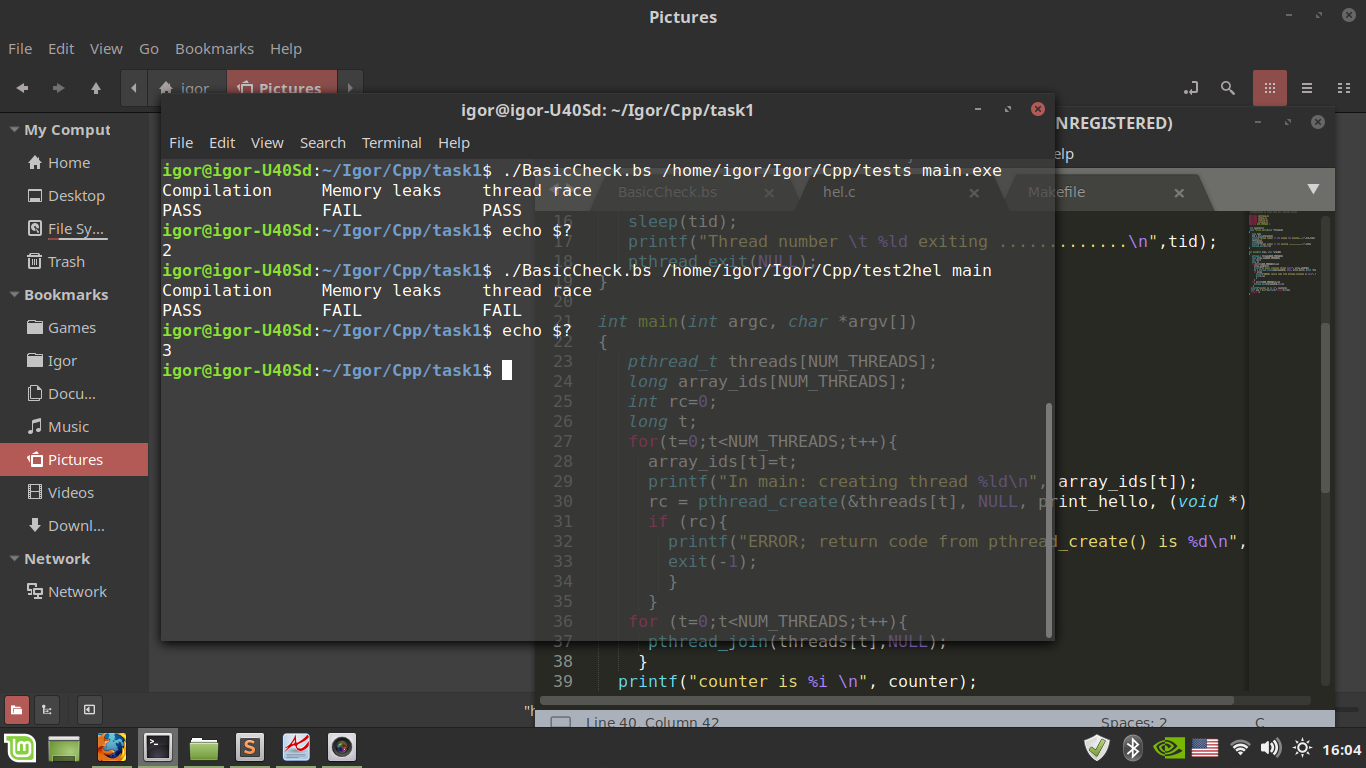 Pictures
File Edit View Go Bookmarks Help
igor Pictures
My Comput
Home
Desktop
File Sy...
Trash
Bookmarks
Games
Igor
Docu...
Music
Pictures
Videos
Downl...
Network
Network
igor@igor-U40Sd: ~/Igor/Cpp/task1
File Edit View Search Terminal Help
igor@igor-U40Sd:~/Igor/Cpp/task1$ ./BasicCheck.bs /home/igor/Igor/Cpp/tests main.exe
Compilation Memory leaks thread race
PASS FAIL PASS
igor@igor-U40Sd:~/Igor/Cpp/task1$ echo $?
2
igor@igor-U40Sd:~/Igor/Cpp/task1$ ./BasicCheck.bs /home/igor/Igor/Cpp/test2hel main
Compilation Memory leaks thread race
PASS FAIL FAIL
igor@igor-U40Sd:~/Igor/Cpp/task1$ echo $?
3
igor@igor-U40Sd:~/Igor/Cpp/task1$
NREGISTERED)
elp
BasicCheck.bs hel.c Makefile
16 sleep(tid);
17 printf("Thread number \t %ld exiting ..............\n",tid);
18 pthread_exit(NULL);
19 }
20
21 int main(int argc, char *argv[])
22 {
23 pthread_t threads[NUM_THREADS];
24 long array_ids[NUM_THREADS];
25 int rc=0;
26 long t;
27 for(t=0;t<NUM_THREADS;t++){
28 array_ids[t]=t;
29 printf("In main: creating thread %ld\n", array_ids[t]);
30 rc = pthread_create(&threads[t], NULL, print_hello, (void *)
31 if (rc){
32 printf("ERROR; return code from pthread_create() is %d\n",
33 exit(-1);
34 }
35 }
36 for (t=0;t<NUM_THREADS;t++){
37 pthread_join(threads[t],NULL);
38 }
39 printf("counter is %i \n", counter);
Line 40, Column 42 Spaces: 2 C
16:04